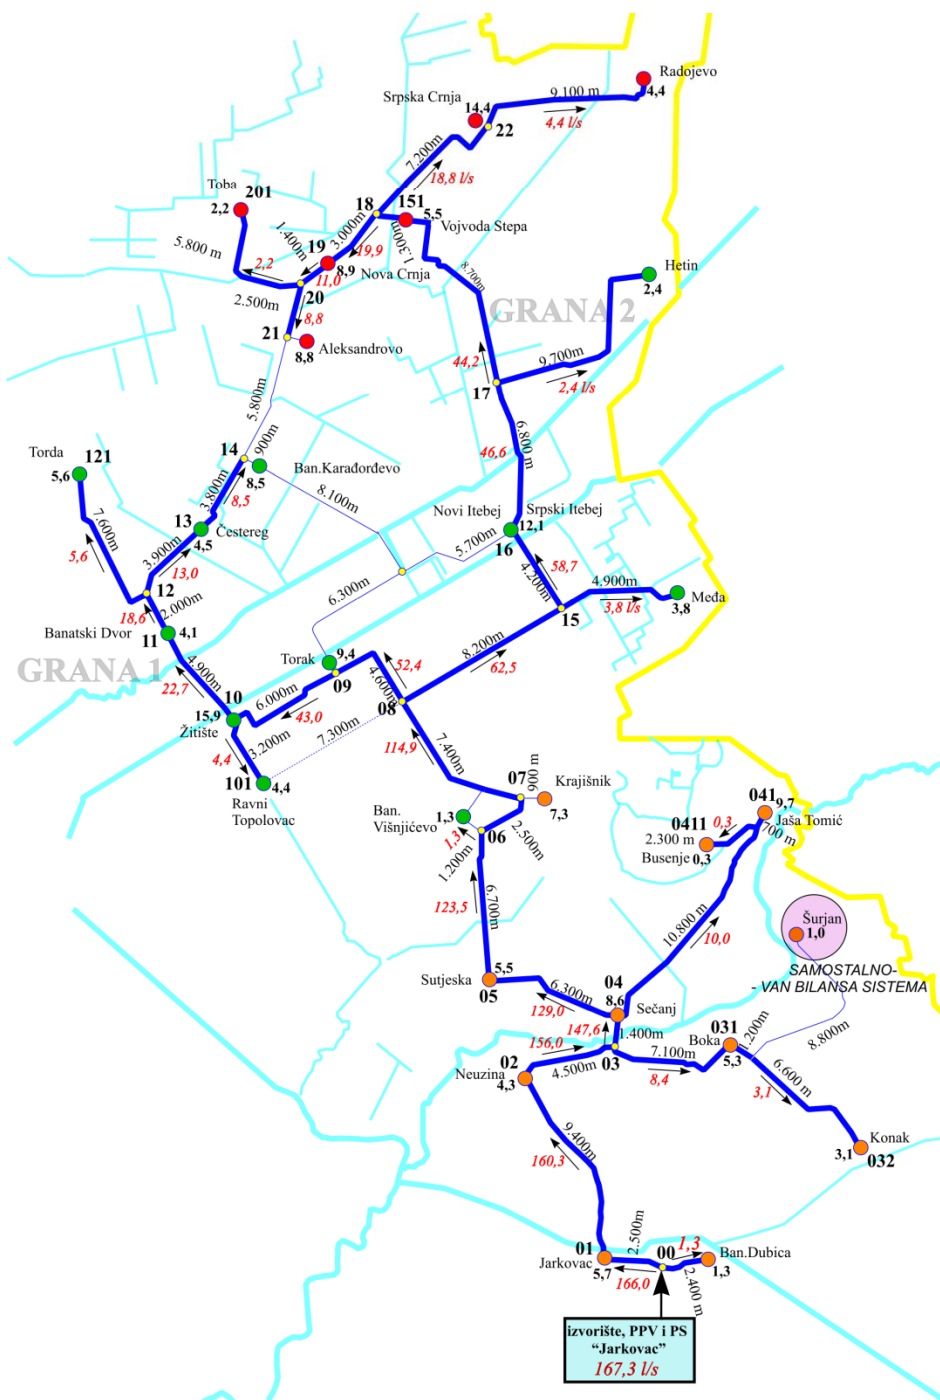 Radojevo
4,4
9.100 m
4,4 l/s
Srpska Crnja
14,4
22
7.200m
18,8 l/s
Toba
201
2,2
18
151
5,5
Vojvoda Stepa
3.000m
1.400m
19
19,9
1.300m
8,9
Nova Crnja
11,0
5.800 m
2,2
2.500m
20
8.700m
Hetin
2,4
GRANA 2
8,8
21
Aleksandrovo
8,8
44,2
9.700m
2,4 l/s
17
5.800m
6.800 m
46,6
Torda
121
5,6
14
900m
8,5
Ban.Karađorđevo
3.800m
8,5
8.100m
Novi Itebej
Srpski Itebej
12,1
16
7.600m
13
4,5
Čestereg
5.700m
3.900m
5,6
13,0
58,7
4.200m
4.900m
3,8 l/s
Međa
3,8
12
6.300m
18,6
2.000m
15
Banatski Dvor
11
4,1
8.200m
62,5
GRANA 1
4.900m
22,7
Torak
9,4
09
52,4
4.600m
10
6.000m
43,0
15,9
Žitište
08
3.200m
7.300m
4,4
101
4,4
Ravni
Topolovac
114,9
7.400m
07
900 m
Krajišnik
7,3
Ban.
Višnjićevo
1,3
1,3
06
2.500m
1.200m
041
9,7
Jaša Tomić
0411
0,3
700 m
2.300 m
Busenje
0,3
6.700m
123,5
10.800 m
10,0
Šurjan
1,0
SAMOSTALNO-
- VAN BILANSA SISTEMA
Sutjeska
5,5
05
6.300m
129,0
04
8,6
Sečanj
147,6
1.400m
156,0
4.500m
03
02
Neuzina
4,3
7.100m
8,4
031
Boka
5,3
1.200m
8.800m
6.600 m
3,1
Konak
3,1
032
9.400m
160,3
01
Jarkovac
5,7
2.500m
166,0
00
1,3
Ban.Dubica
1,3
2.400 m
izvorište, PPV i PS
“Jarkovac”
167,3 l/s